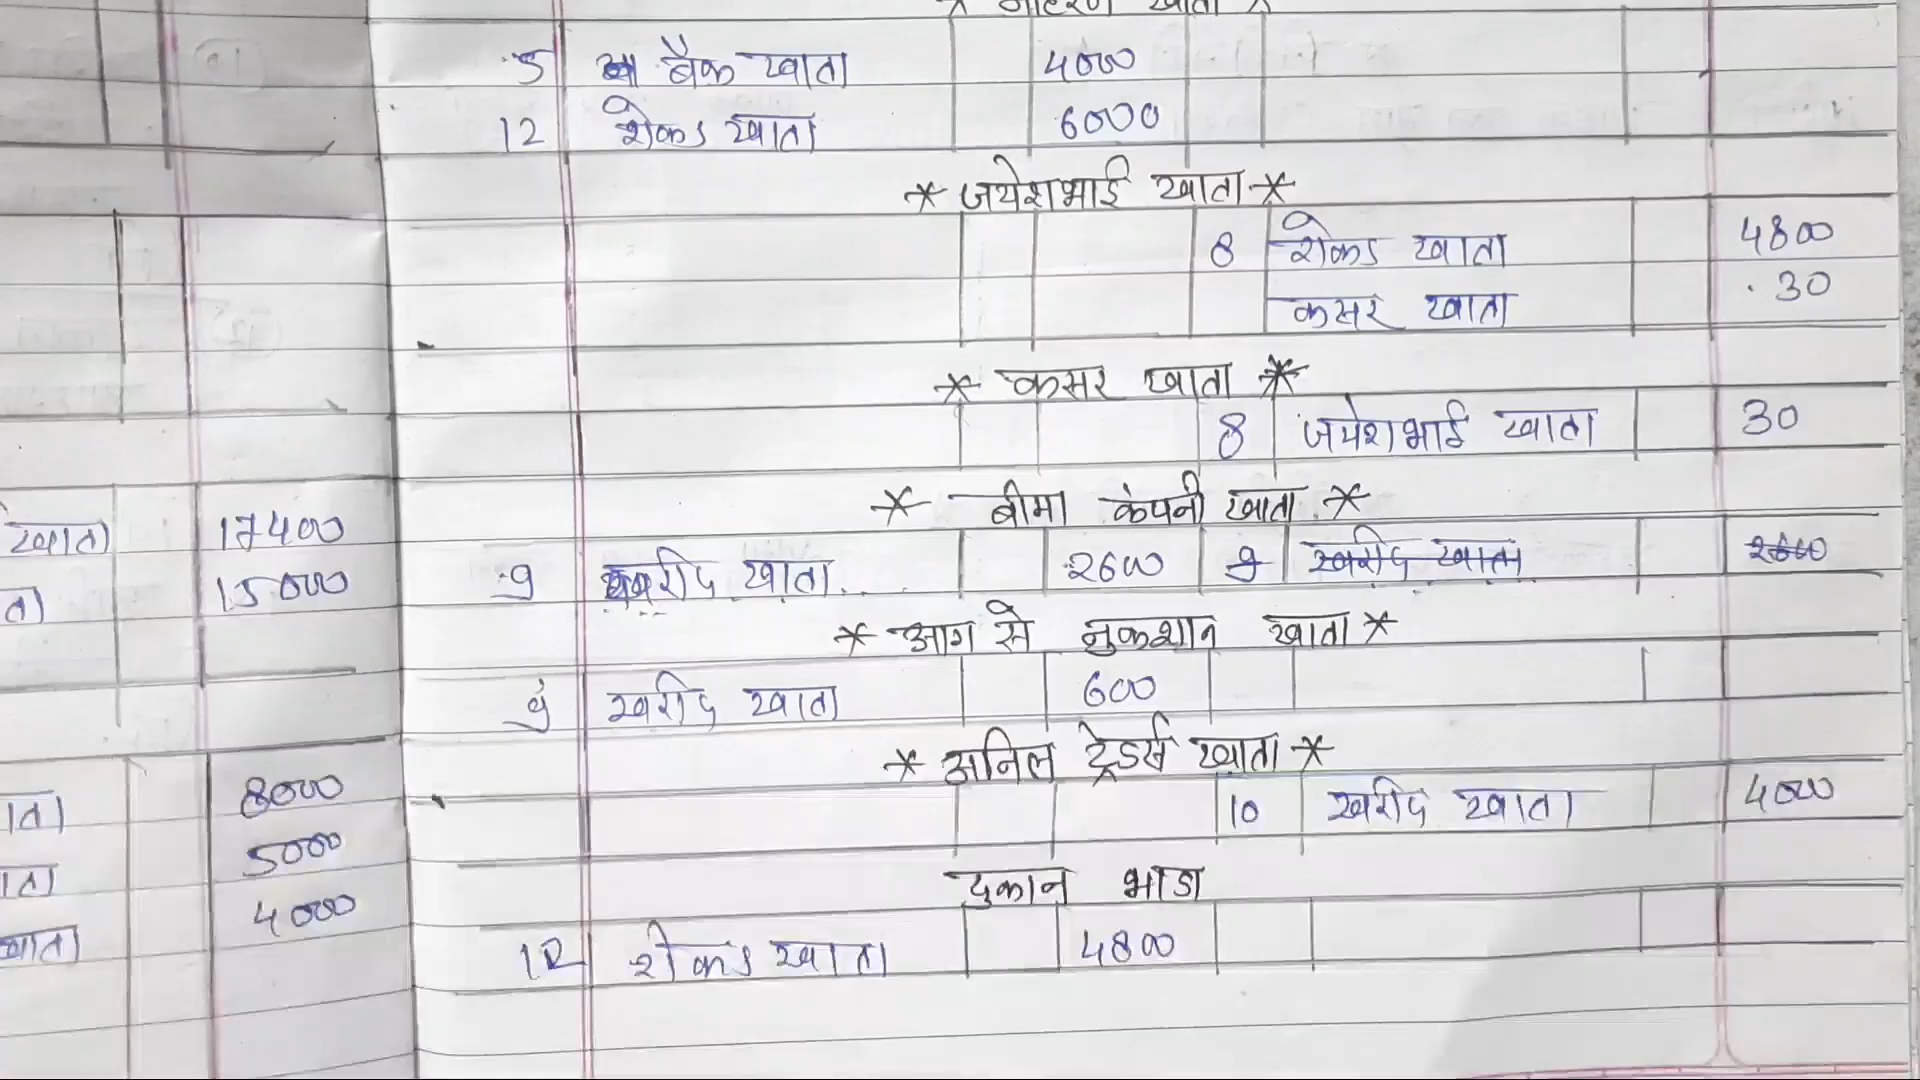 * आहरण खाता *
5 बैंक खाता 4000
12 रोकड खाता 6000
* जयेशभाई खाता *
8 रोकड खाता 4800
कसर खाता 30
* कसर खाता *
8 जयेशभाई खाता 30
* बीमा कंपनी खाता *
9 खरीद खाता 2600 9 खरीद खाता 2600
* आग से नुकशान खाता *
9 खरीद खाता 600
* अनिल ट्रेडर्स खाता *
10 खरीद खाता 4000
दुकान भाडा
12 रोकड खाता 4800
खाता 17400
ता 15000
ता 8000
ता 5000
खाता 4000